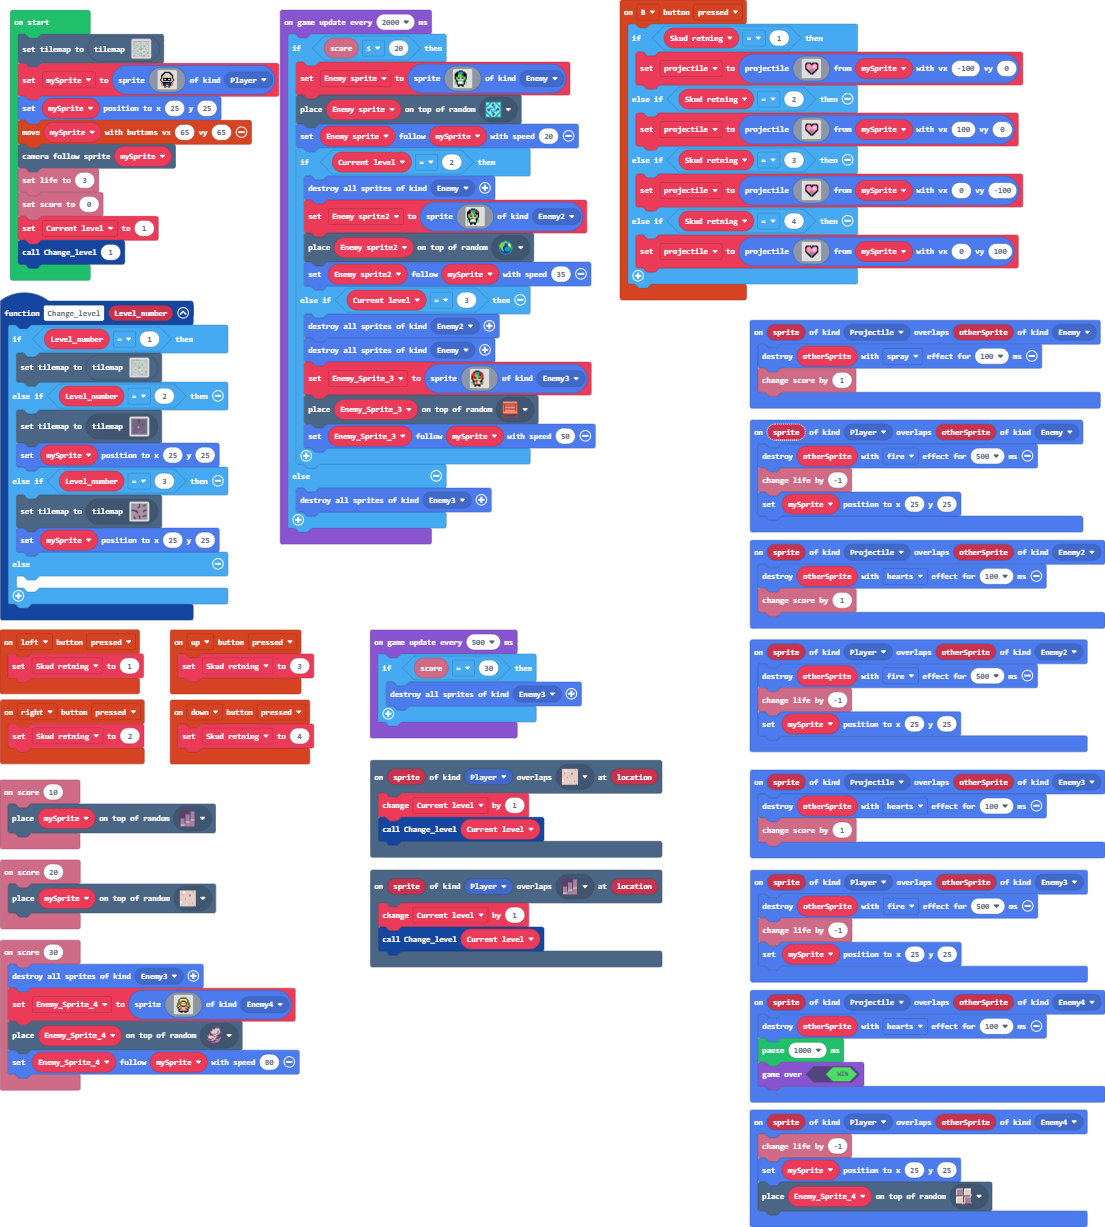 on start
set tilemap to tilemap
set mySprite to sprite of kind Player
set mySprite position to x 25 y 25
move mySprite with buttons vx 65 vy 65
camera follow sprite mySprite
set life to 3
set score to 0
set Current level to 1
call Change_level 1
function Change_level Level_number
if Level_number = 1 then
set tilemap to tilemap
else if Level_number = 2 then
set tilemap to tilemap
set mySprite position to x 25 y 25
else if Level_number = 3 then
set tilemap to tilemap
set mySprite position to x 25 y 25
else
on left button pressed
set Skud retning to 1
on up button pressed
set Skud retning to 3
on right button pressed
set Skud retning to 2
on down button pressed
set Skud retning to 4
on score 10
place mySprite on top of random
on score 20
place mySprite on top of random
on score 30
destroy all sprites of kind Enemy3
set Enemy_Sprite_4 to sprite of kind Enemy4
place Enemy_Sprite_4 on top of random
set Enemy_Sprite_4 follow mySprite with speed 80
on game update every 2000 ms
if score ≤ 20 then
set Enemy sprite to sprite of kind Enemy
place Enemy sprite on top of random
set Enemy sprite follow mySprite with speed 20
if Current level = 2 then
destroy all sprites of kind Enemy
set Enemy sprite2 to sprite of kind Enemy2
place Enemy sprite2 on top of random
set Enemy sprite2 follow mySprite with speed 35
else if Current level = 3 then
destroy all sprites of kind Enemy2
destroy all sprites of kind Enemy
set Enemy_Sprite_3 to sprite of kind Enemy3
place Enemy_Sprite_3 on top of random
set Enemy_Sprite_3 follow mySprite with speed 50
else
destroy all sprites of kind Enemy3
on game update every 500 ms
if score = 30 then
destroy all sprites of kind Enemy3
on sprite of kind Player overlaps at location
change Current level by 1
call Change_level Current level
on sprite of kind Player overlaps at location
change Current level by 1
call Change_level Current level
on B button pressed
if Skud retning = 1 then
set projectile to projectile from mySprite with vx -100 vy 0
else if Skud retning = 2 then
set projectile to projectile from mySprite with vx 100 vy 0
else if Skud retning = 3 then
set projectile to projectile from mySprite with vx 0 vy -100
else if Skud retning = 4 then
set projectile to projectile from mySprite with vx 0 vy 100
on sprite of kind Projectile overlaps otherSprite of kind Enemy
destroy otherSprite with spray effect for 100 ms
change score by 1
on sprite of kind Player overlaps otherSprite of kind Enemy
destroy otherSprite with fire effect for 500 ms
change life by -1
set mySprite position to x 25 y 25
on sprite of kind Projectile overlaps otherSprite of kind Enemy2
destroy otherSprite with hearts effect for 100 ms
change score by 1
on sprite of kind Player overlaps otherSprite of kind Enemy2
destroy otherSprite with fire effect for 500 ms
change life by -1
set mySprite position to x 25 y 25
on sprite of kind Projectile overlaps otherSprite of kind Enemy3
destroy otherSprite with hearts effect for 100 ms
change score by 1
on sprite of kind Player overlaps otherSprite of kind Enemy3
destroy otherSprite with fire effect for 500 ms
change life by -1
set mySprite position to x 25 y 25
on sprite of kind Projectile overlaps otherSprite of kind Enemy4
destroy otherSprite with hearts effect for 100 ms
pause 1000 ms
game over WIN
on sprite of kind Player overlaps otherSprite of kind Enemy4
change life by -1
set mySprite position to x 25 y 25
place Enemy_Sprite_4 on top of random